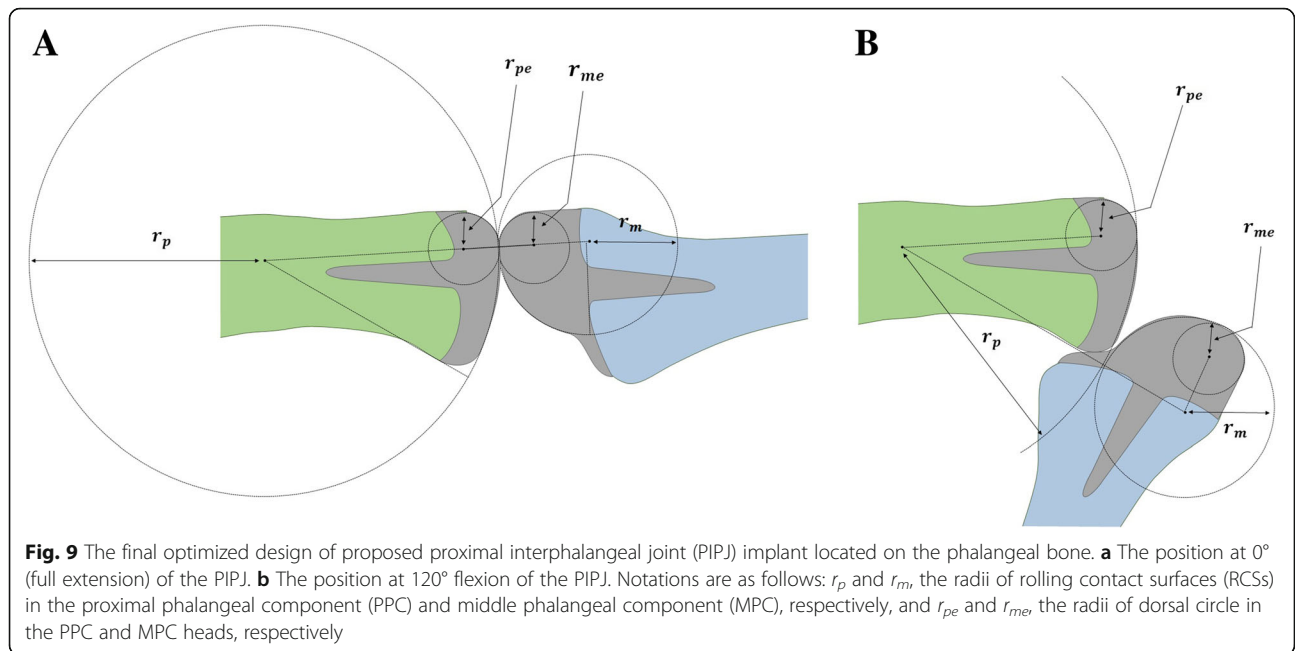 A
B
r_pe
r_me
r_p
r_m
r_pe
r_me
r_p
r_m
Fig. 9 The final optimized design of proposed proximal interphalangeal joint (PIPJ) implant located on the phalangeal bone. a The position at 0°
(full extension) of the PIPJ. b The position at 120° flexion of the PIPJ. Notations are as follows: r_p and r_m, the radii of rolling contact surfaces (RCSs)
in the proximal phalangeal component (PPC) and middle phalangeal component (MPC), respectively, and r_pe and r_me, the radii of dorsal circle in
the PPC and MPC heads, respectively